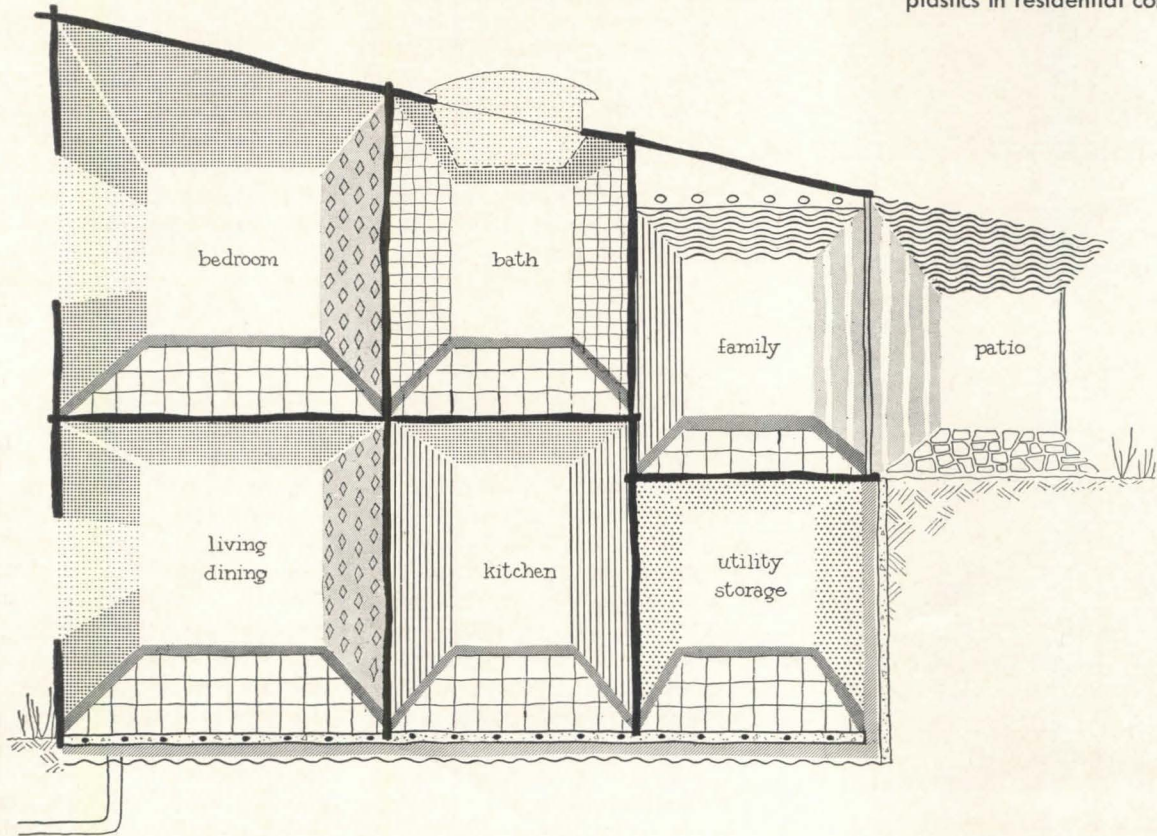 plastics in residential co
bedroom
bath
family
patio
living
dining
kitchen
utility
storage